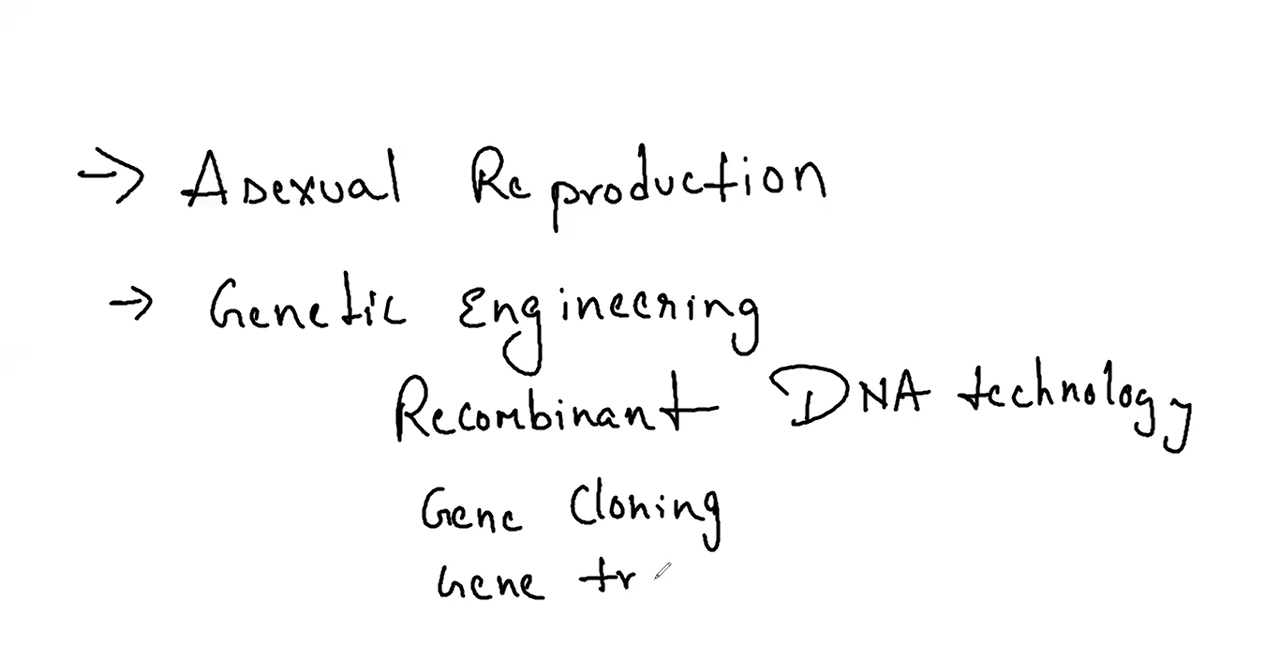 → Asexual Reproduction
→ Genetic Engineering
Recombinant DNA technology
Gene Cloning
Gene tr